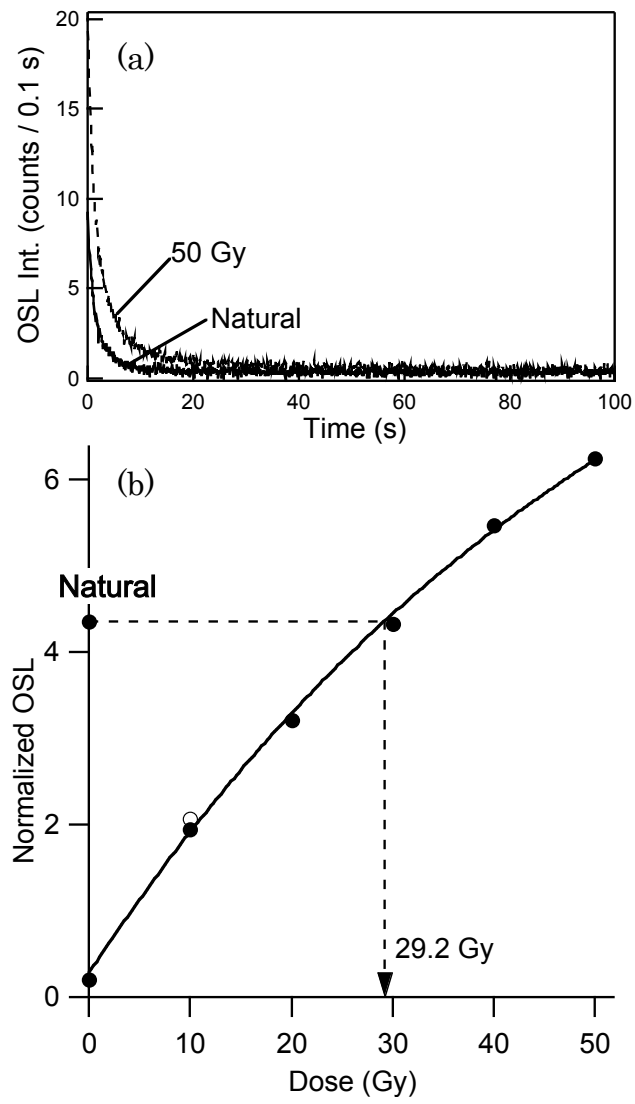 (a)
OSL Int. (counts / 0.1 s)
20
15
10
5
0
50 Gy
Natural
0 20 40 60 80 100
Time (s)
(b)
Normalized OSL
6
4
2
0
Natural
29.2 Gy
0 10 20 30 40 50
Dose (Gy)